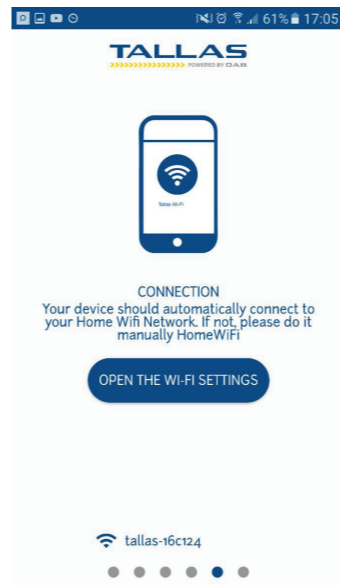 61% 17:05
TALLAS
POWERED BY DAB
Tallas Wi-Fi
CONNECTION
Your device should automatically connect to
your Home Wifi Network. If not, please do it
manually HomeWiFi
OPEN THE WI-FI SETTINGS
tallas-16c124